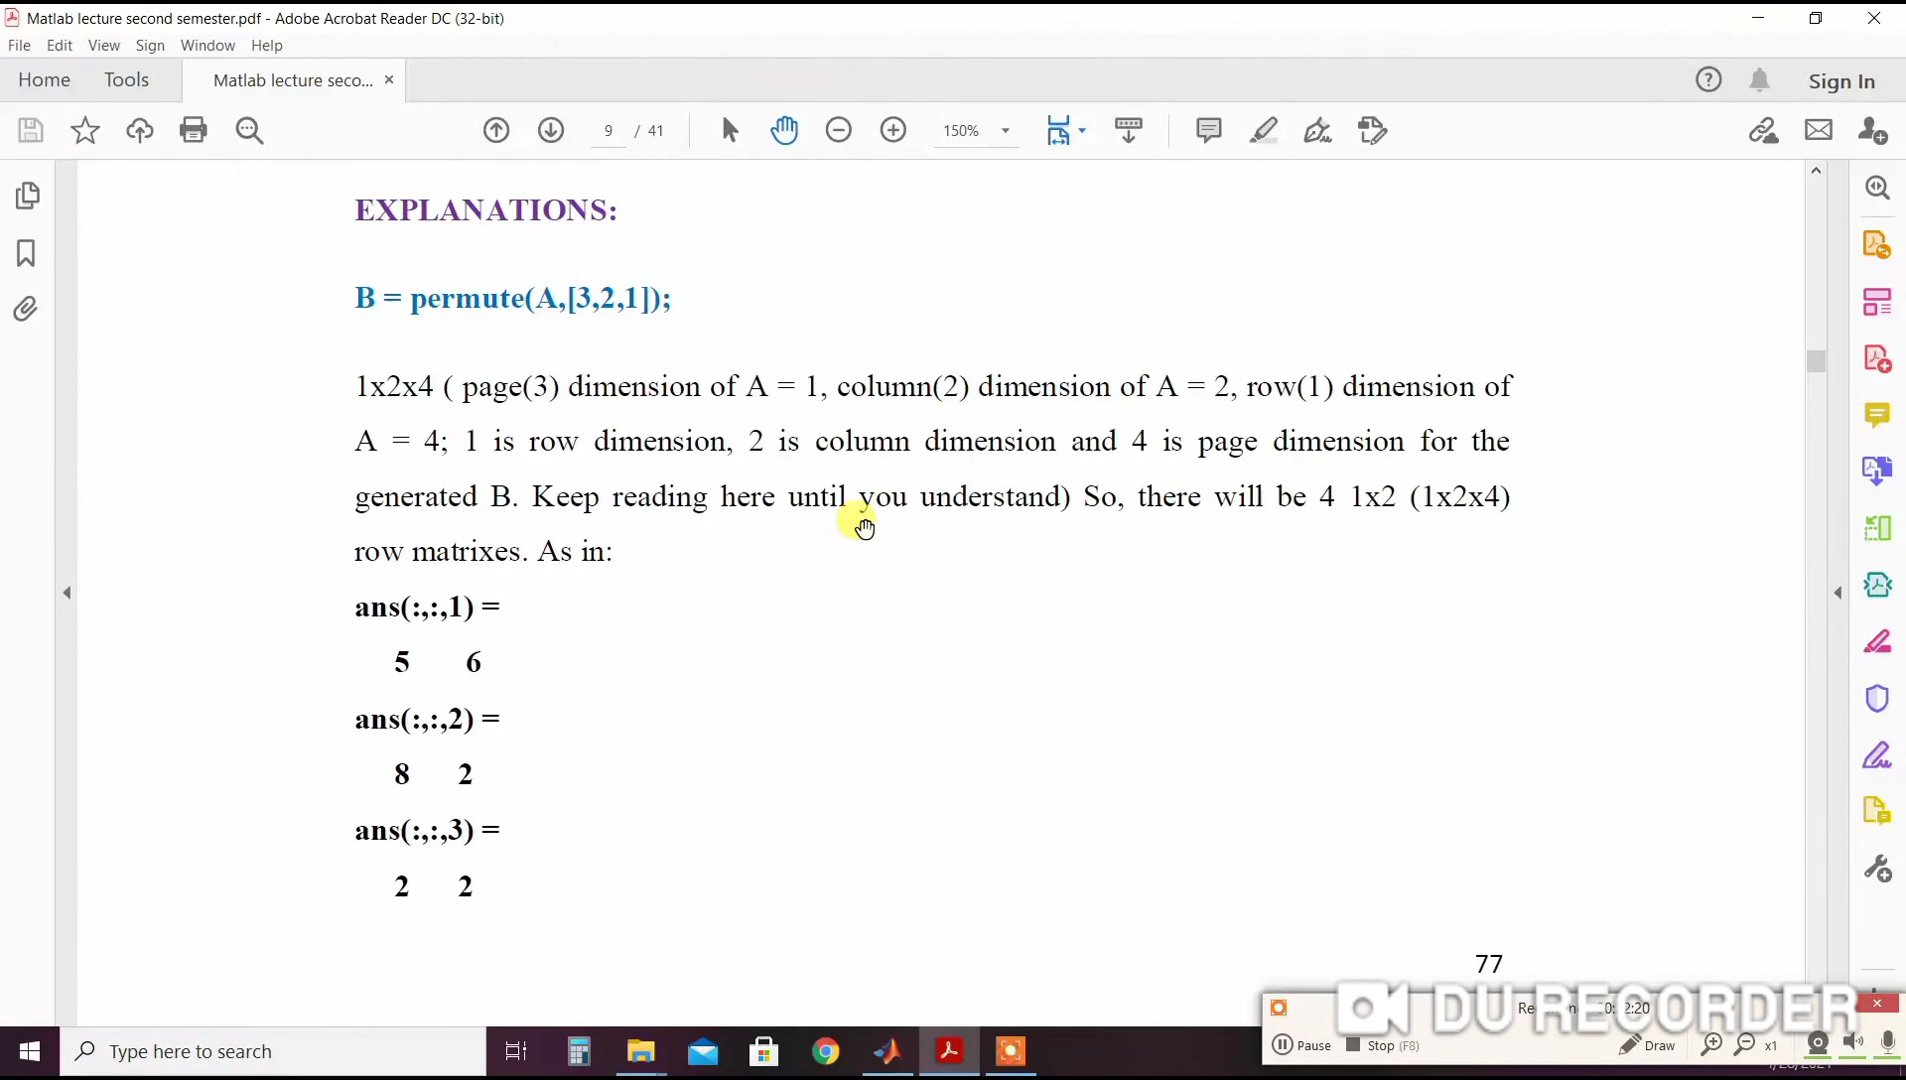 Matlab lecture second semester.pdf - Adobe Acrobat Reader DC (32-bit)
File Edit View Sign Window Help
Home Tools Matlab lecture seco... × Sign In
9 / 41 150%
EXPLANATIONS:
B = permute(A,[3,2,1]);
1x2x4 ( page(3) dimension of A = 1, column(2) dimension of A = 2, row(1) dimension of
A = 4; 1 is row dimension, 2 is column dimension and 4 is page dimension for the
generated B. Keep reading here until you understand) So, there will be 4 1x2 (1x2x4)
row matrixes. As in:
ans(:,:,1) =
5 6
ans(:,:,2) =
8 2
ans(:,:,3) =
2 2
77
DU RECORDER
Pause Stop (F8) Draw x1
Type here to search